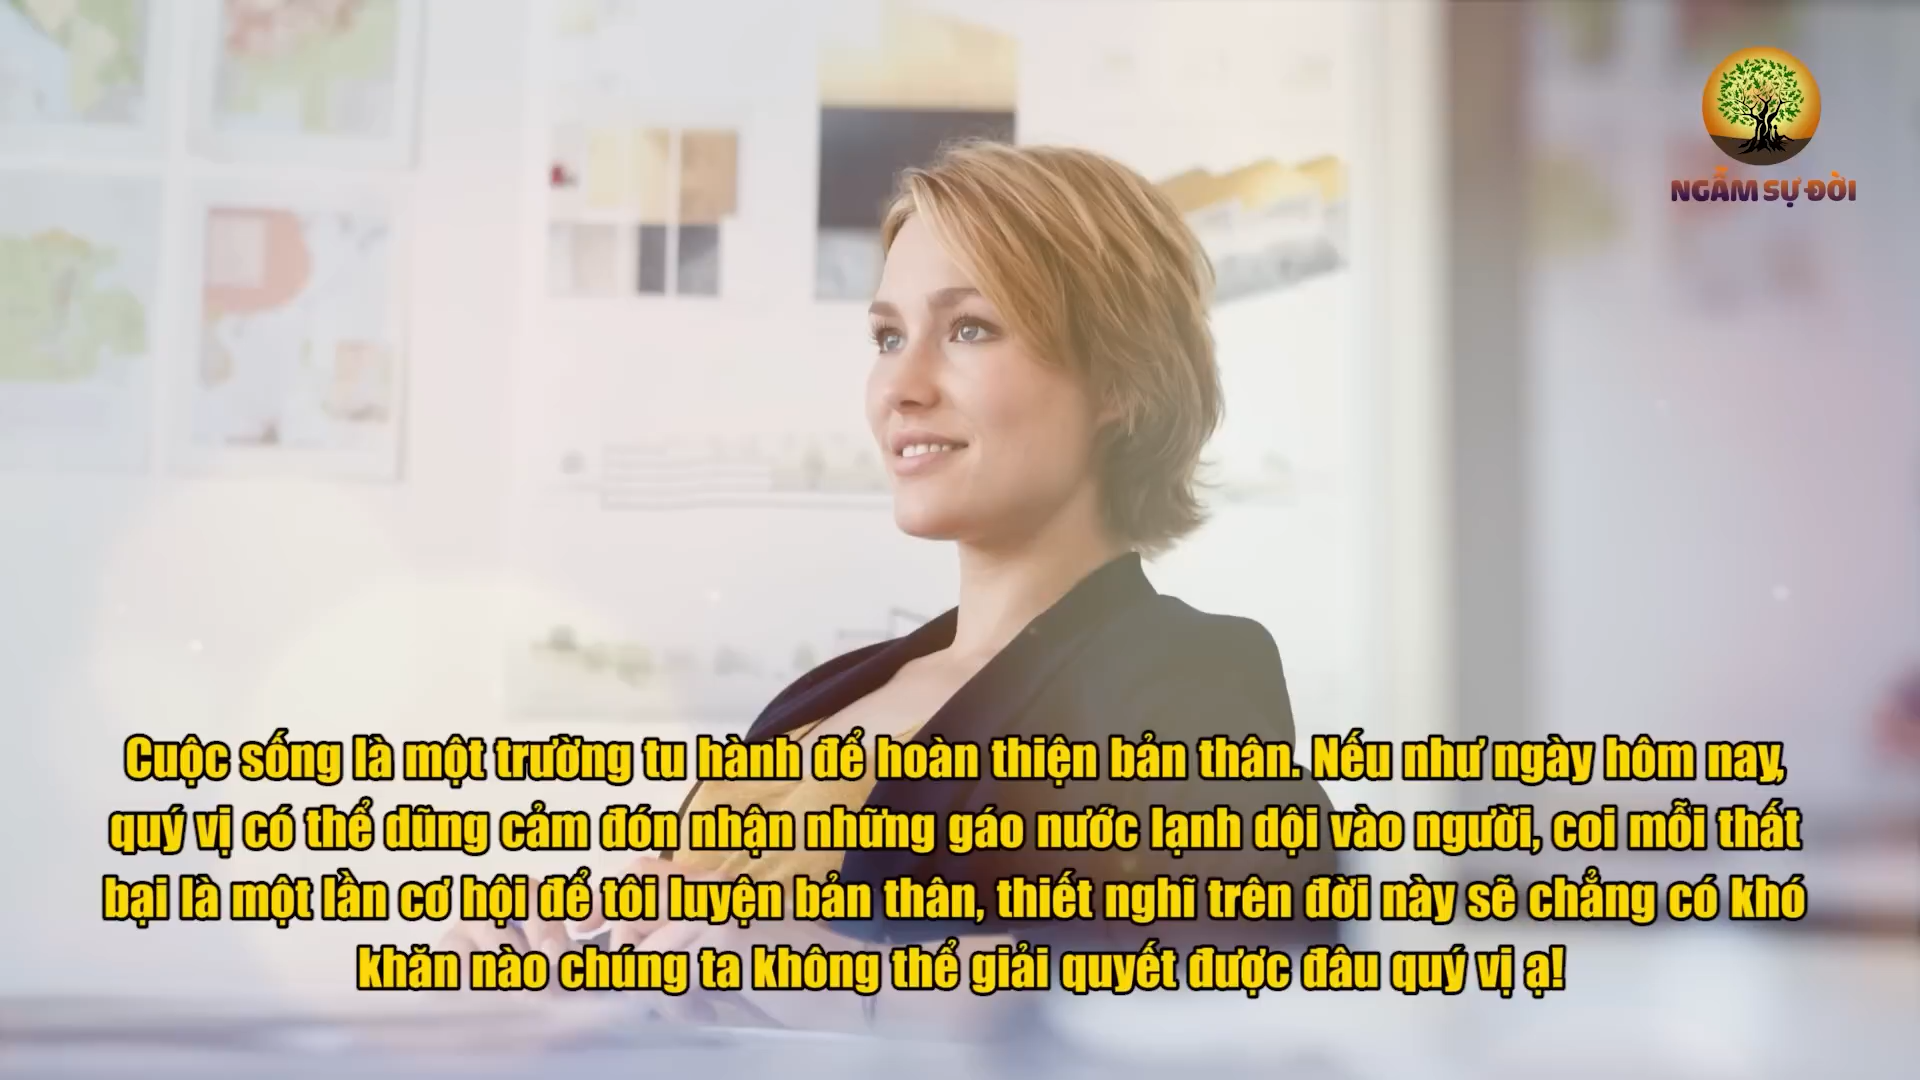 NGẪM SỰ ĐỜI
Cuộc sống là một trường tu hành để hoàn thiện bản thân. Nếu như ngày hôm nay,
quý vị có thể dũng cảm đón nhận những gáo nước lạnh dội vào người, coi mỗi thất
bại là một lần cơ hội để tôi luyện bản thân, thiết nghĩ trên đời này sẽ chẳng có khó
khăn nào chúng ta không thể giải quyết được đâu quý vị ạ!